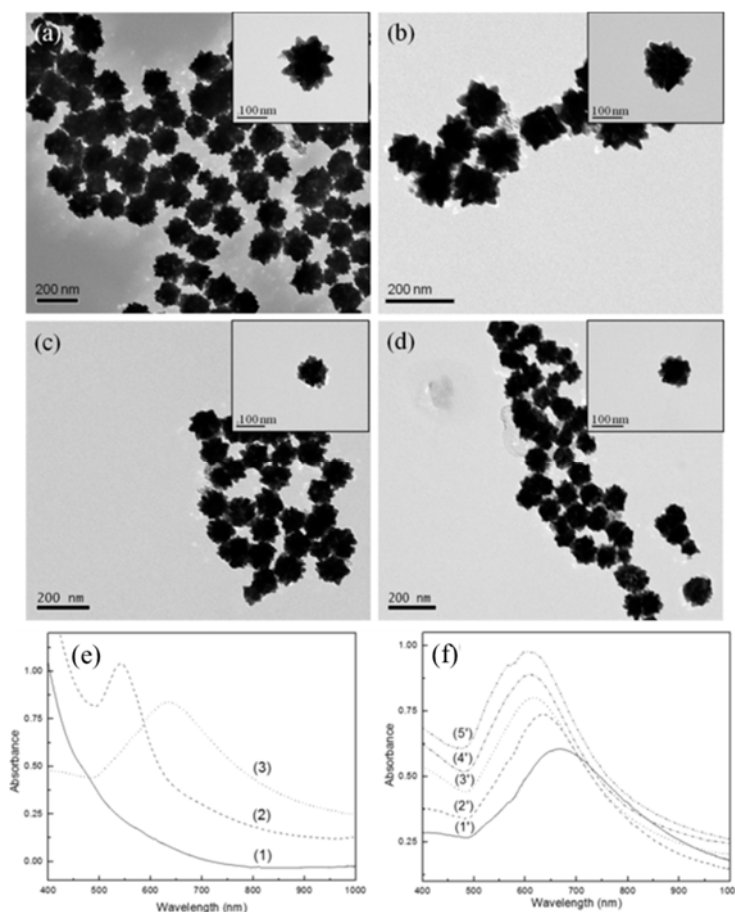 (a)
100 nm
200 nm
(b)
100 nm
200 nm
(c)
100 nm
200 nm
(d)
100nm
200 nm
(e)
Absorbance
1.00
0.75
0.50
0.25
0.00
(3)
(2)
(1)
400 500 600 700 800 900 1000
Wavelength (nm)
(f)
Absorbance
1.00
0.75
0.50
0.25
(5')
(4')
(3')
(2')
(1')
400 500 600 700 800 900 1000
Wavelength (nm)